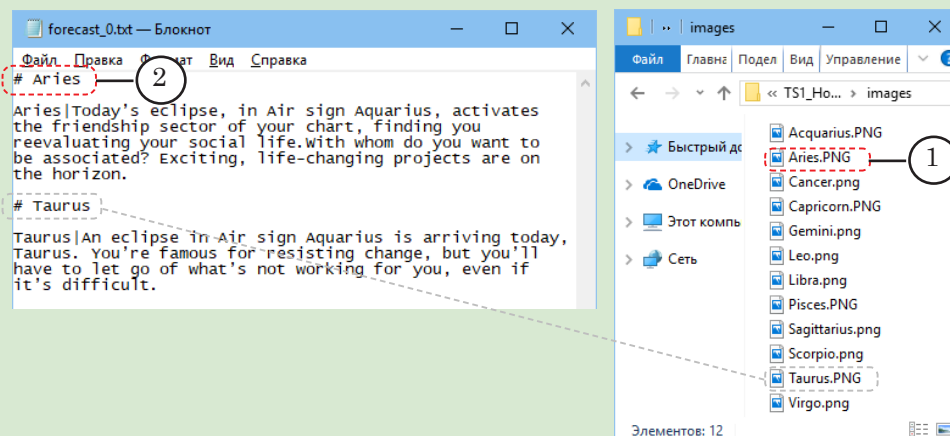 forecast_0.txt — Блокнот
Файл Правка Формат Вид Справка
# Aries
2
Aries|Today's eclipse, in Air sign Aquarius, activates
the friendship sector of your chart, finding you
reevaluating your social life.With whom do you want to
be associated? Exciting, life-changing projects are on
the horizon.
# Taurus
Taurus|An eclipse in Air sign Aquarius is arriving today,
Taurus. You're famous for resisting change, but you'll
have to let go of what's not working for you, even if
it's difficult.
images
Файл Главна Подел Вид Управление
« TS1_Ho... > images
Быстрый до
OneDrive
Этот компь
Сеть
Acquarius.PNG
Aries.PNG
1
Cancer.png
Capricorn.PNG
Gemini.png
Leo.png
Libra.png
Pisces.PNG
Sagittarius.png
Scorpio.png
Taurus.PNG
Virgo.png
Элементов: 12